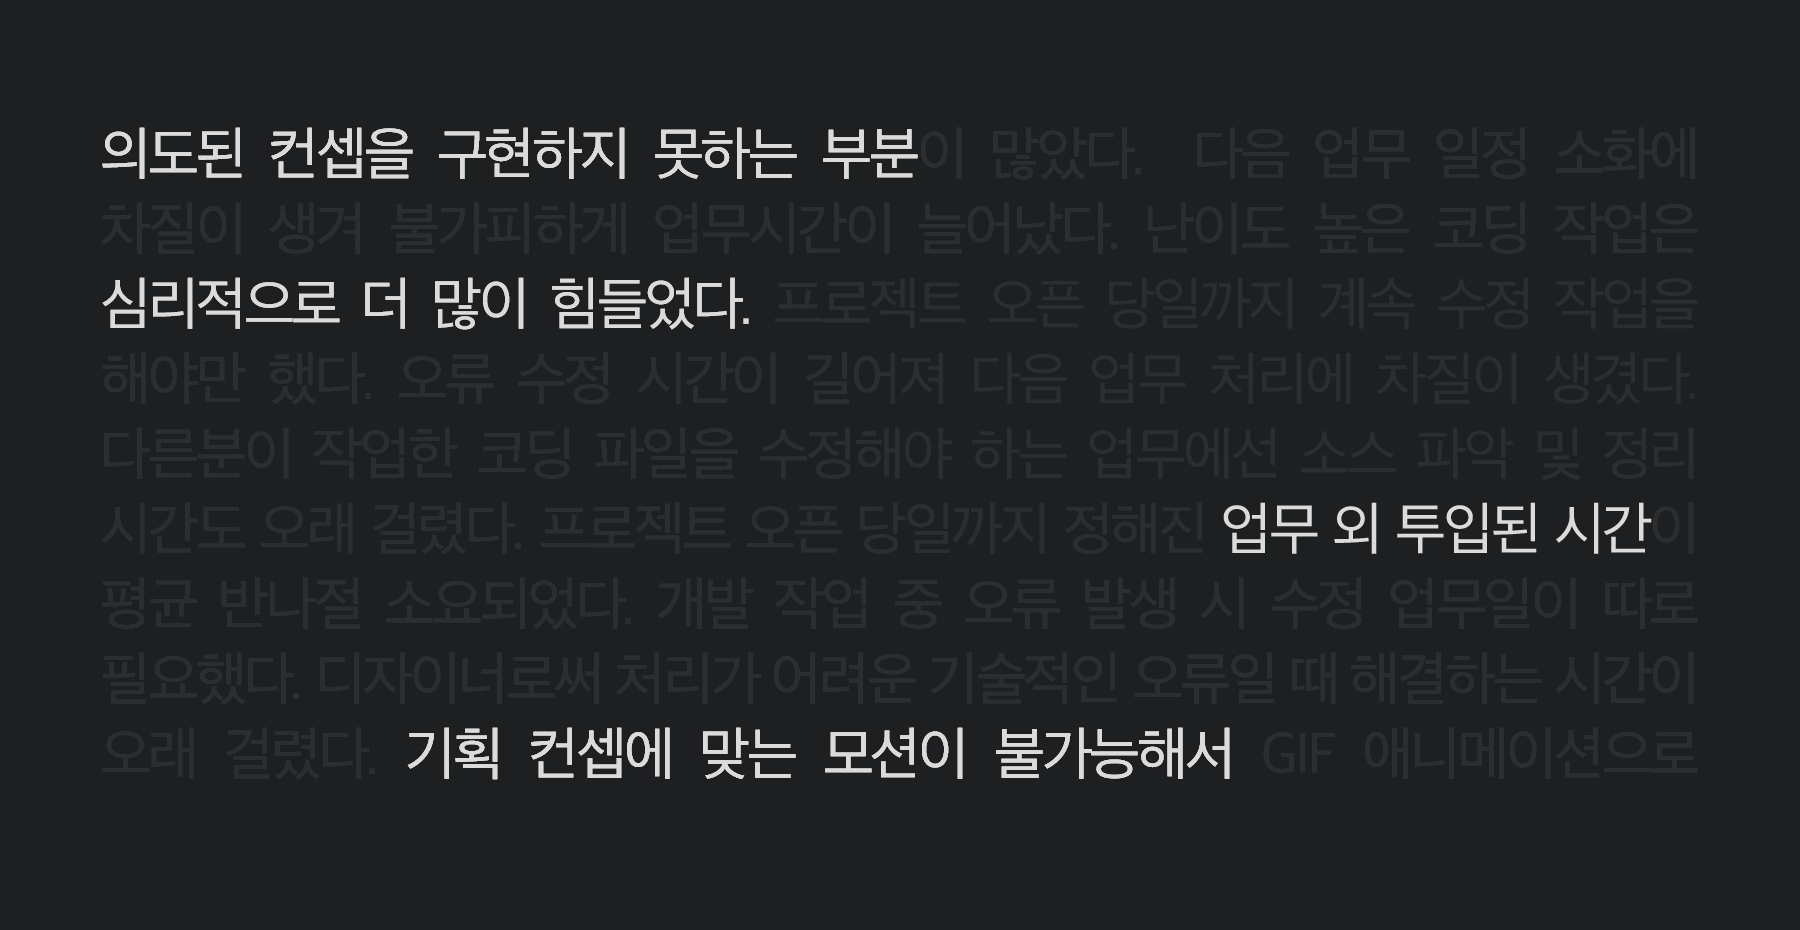 의도된 컨셉을 구현하지 못하는 부분이 많았다. 다음 업무 일정 소화에
차질이 생겨 불가피하게 업무시간이 늘어났다. 난이도 높은 코딩 작업은
심리적으로 더 많이 힘들었다. 프로젝트 오픈 당일까지 계속 수정 작업을
해야만 했다. 오류 수정 시간이 길어져 다음 업무 처리에 차질이 생겼다.
다른분이 작업한 코딩 파일을 수정해야 하는 업무에선 소스 파악 및 정리
시간도 오래 걸렸다. 프로젝트 오픈 당일까지 정해진 업무 외 투입된 시간이
평균 반나절 소요되었다. 개발 작업 중 오류 발생 시 수정 업무일이 따로
필요했다. 디자이너로써 처리가 어려운 기술적인 오류일 때 해결하는 시간이
오래 걸렸다. 기획 컨셉에 맞는 모션이 불가능해서 GIF 애니메이션으로